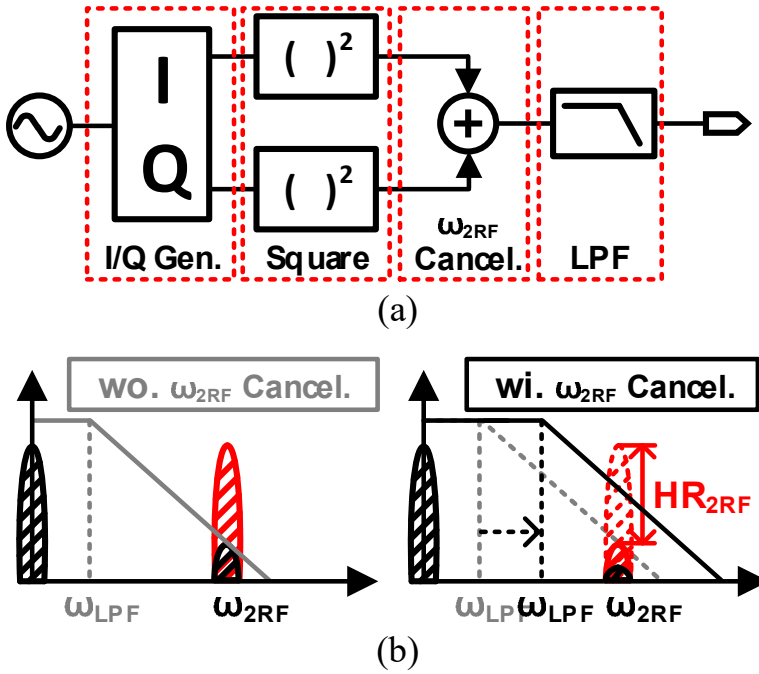 I
Q
( )²
( )²
+
I/Q Gen.
Square
ω2RF
Cancel.
LPF
(a)
wo. ω2RF Cancel.
wi. ω2RF Cancel.
HR2RF
ωLPF
ω2RF
ωLPF
ωLPF
ω2RF
(b)